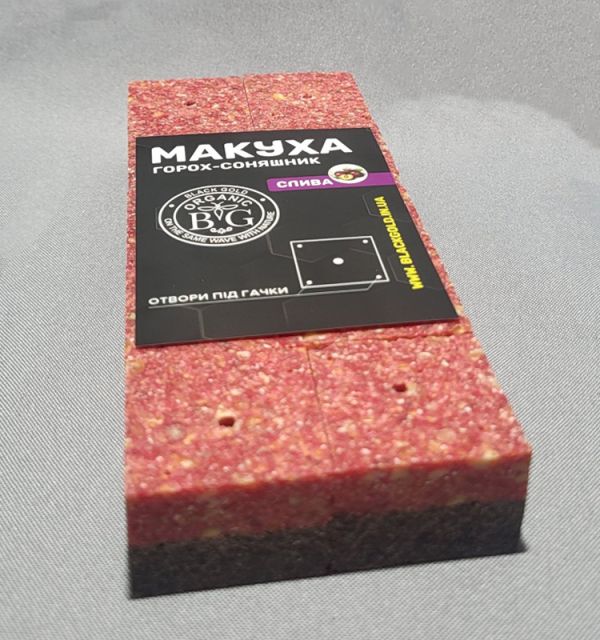 МАКУХА
ГОРОХ-СОНЯШНИК
СЛИВА
BLACK GOLD
ORGANIC
BG
ON THE SAME WAVE WITH NATURE
ОТВОРИ ПІД ГАЧКИ
WWW.BLACKGOLD.IN.UA